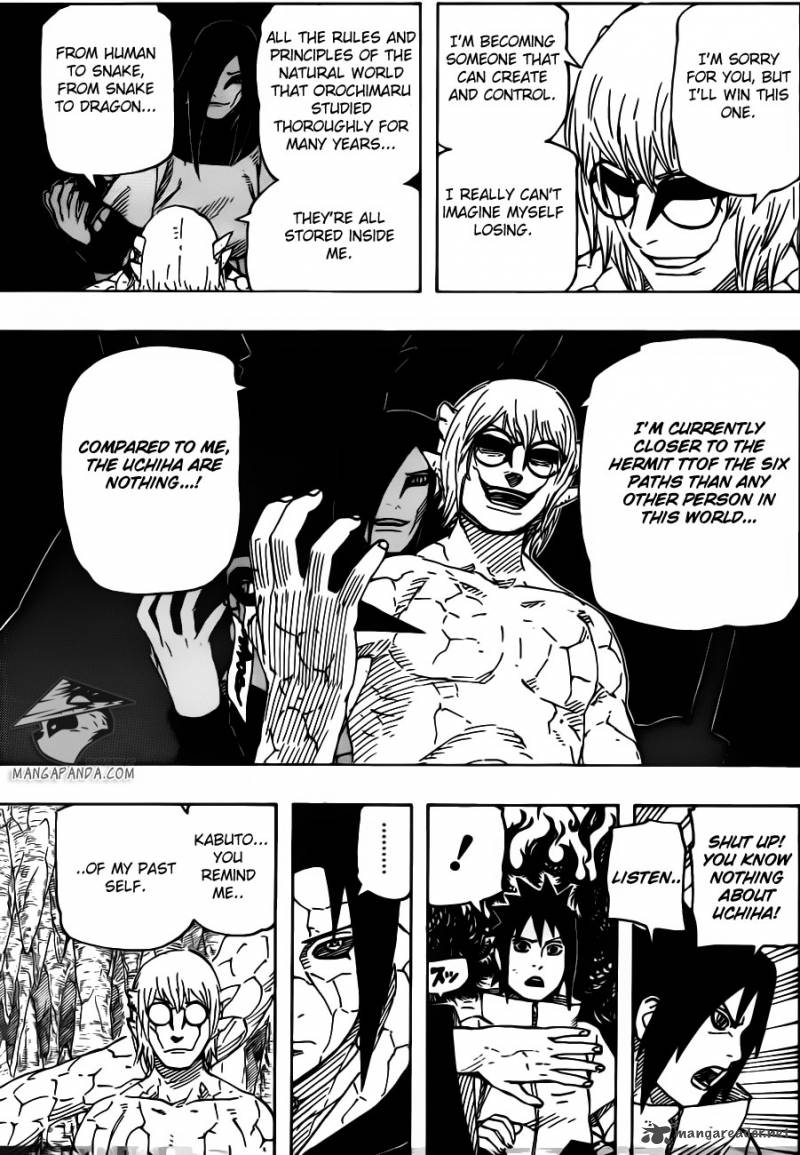 I'M SORRY
FOR YOU, BUT
I'LL WIN THIS
ONE.
I'M BECOMING
SOMEONE THAT
CAN CREATE
AND CONTROL.
I REALLY CAN'T
IMAGINE MYSELF
LOSING.
ALL THE RULES AND
PRINCIPLES OF THE
NATURAL WORLD
THAT OROCHIMARU
STUDIED
THOROUGHLY FOR
MANY YEARS...
THEY'RE ALL
STORED INSIDE
ME.
FROM HUMAN
TO SNAKE,
FROM SNAKE
TO DRAGON...
I'M CURRENTLY
CLOSER TO THE
HERMIT TTOF THE SIX
PATHS THAN ANY
OTHER PERSON IN
THIS WORLD...
COMPARED TO ME,
THE UCHIHA ARE
NOTHING...!
MANGAPANDA.COM
SHUT UP!
YOU KNOW
NOTHING
ABOUT
UCHIHA!
LISTEN..
!
ズッ
.........
KABUTO...
YOU
REMIND
ME..
..OF MY PAST
SELF.
mangareader.net